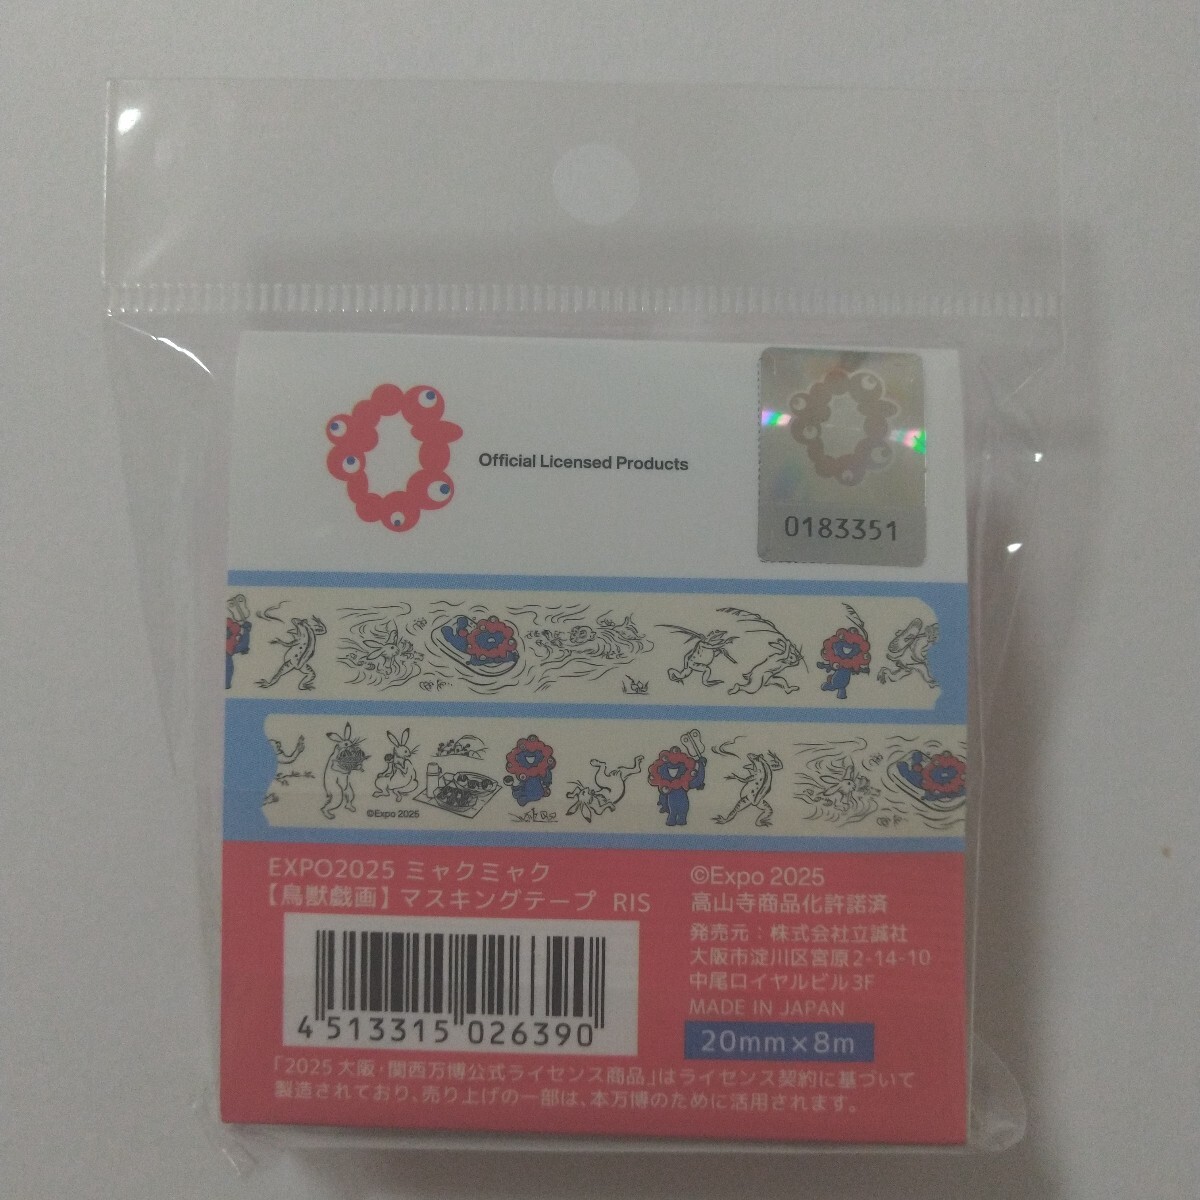 Official Licensed Products
0183351
©Expo 2025
EXPO2025 ミャクミャク
【鳥獣戯画】マスキングテープ RIS
4 513315 026390
©Expo 2025
高山寺商品化許諾済
発売元：株式会社立誠社
大阪市淀川区宮原2-14-10
中尾ロイヤルビル3F
MADE IN JAPAN
20mm×8m
「2025大阪・関西万博公式ライセンス商品」はライセンス契約に基づいて
製造されており、売り上げの一部は、本万博のために活用されます。